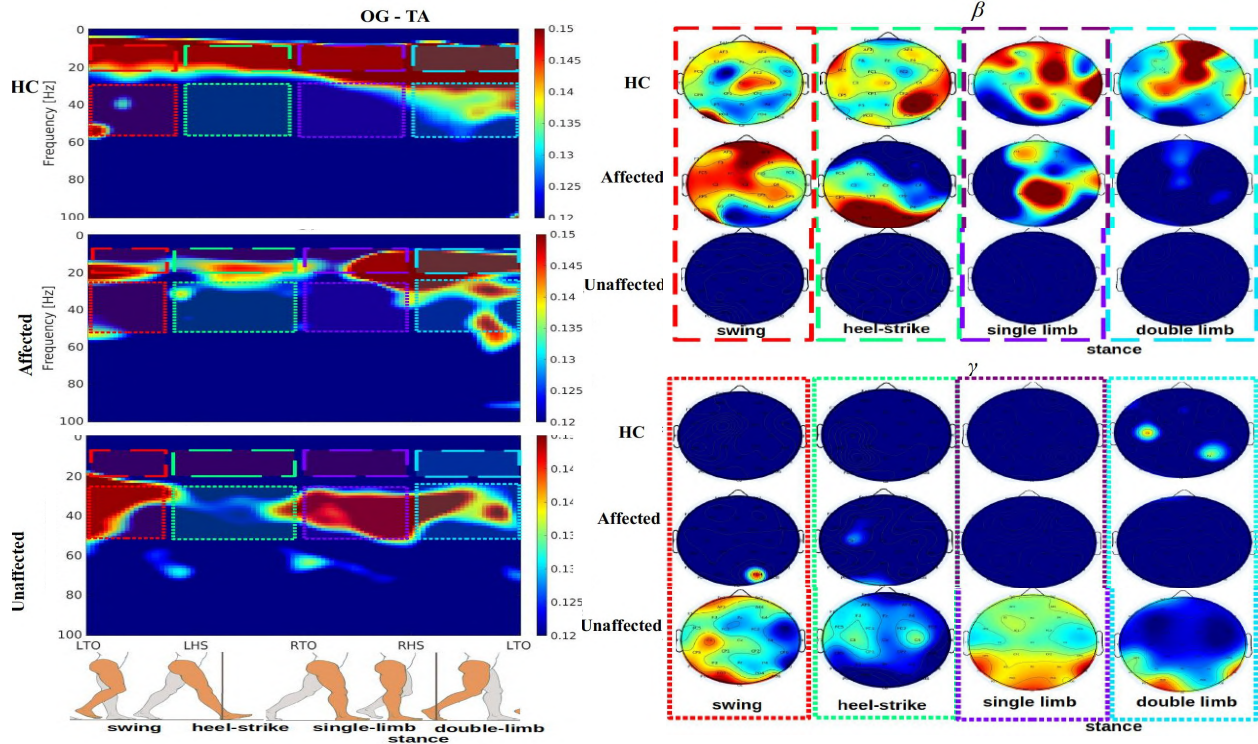 OG - TA
HC
Frequency [Hz]
0
20
40
60
80
100
0.15
0.145
0.14
0.135
0.13
0.125
0.12
Affected
Frequency [Hz]
0
20
40
60
80
100
0.15
0.145
0.14
0.135
0.13
0.125
0.12
Unaffected
0
20
40
60
80
100
0.145
0.14
0.135
0.13
0.125
0.12
LTO LHS RTO RHS LTO
swing heel-strike single-limb double-limb
stance
β
HC
Affected
Unaffected
swing heel-strike single limb double limb
stance
γ
HC
Affected
Unaffected
swing heel-strike single limb double limb
stance